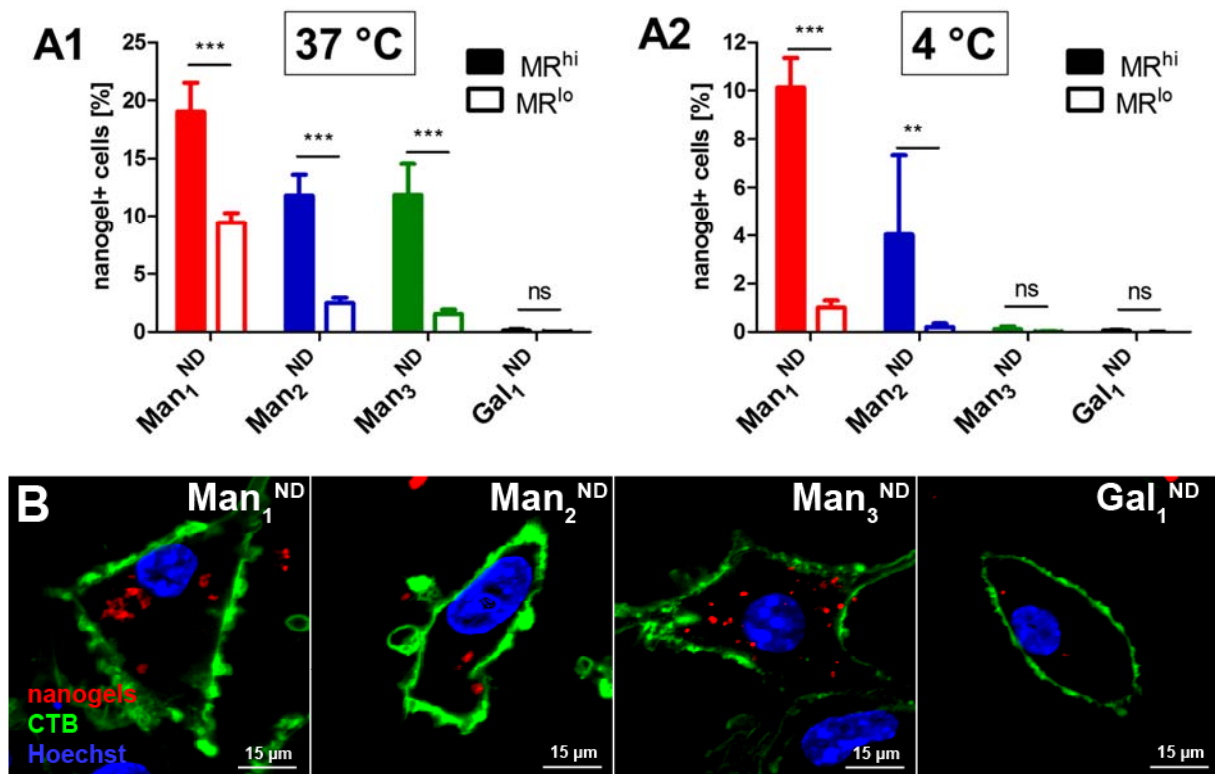 A1
37 °C
MRhi
MRlo
nanogel+ cells [%]
25
20
15
10
5
0
***
***
***
ns
Man1ND
Man2ND
Man3ND
Gal1ND
A2
4 °C
MRhi
MRlo
nanogel+ cells [%]
12
10
8
6
4
2
0
***
**
ns
ns
Man1ND
Man2ND
Man3ND
Gal1ND
B
Man1ND
Man2ND
Man3ND
Gal1ND
nanogels
CTB
Hoechst
15 µm
15 µm
15 µm
15 µm